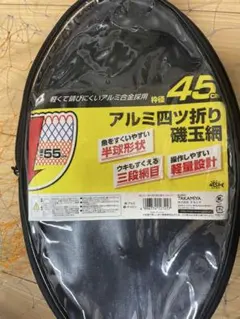 軽くて錆びにくいアルミ合金採用
枠径 45cm
アルミ四ツ折り
磯玉網
55
魚をすくいやすい
半球形状
ウキもすくえる
三段網目
操作しやすい
軽量設計
TAKAMIYA